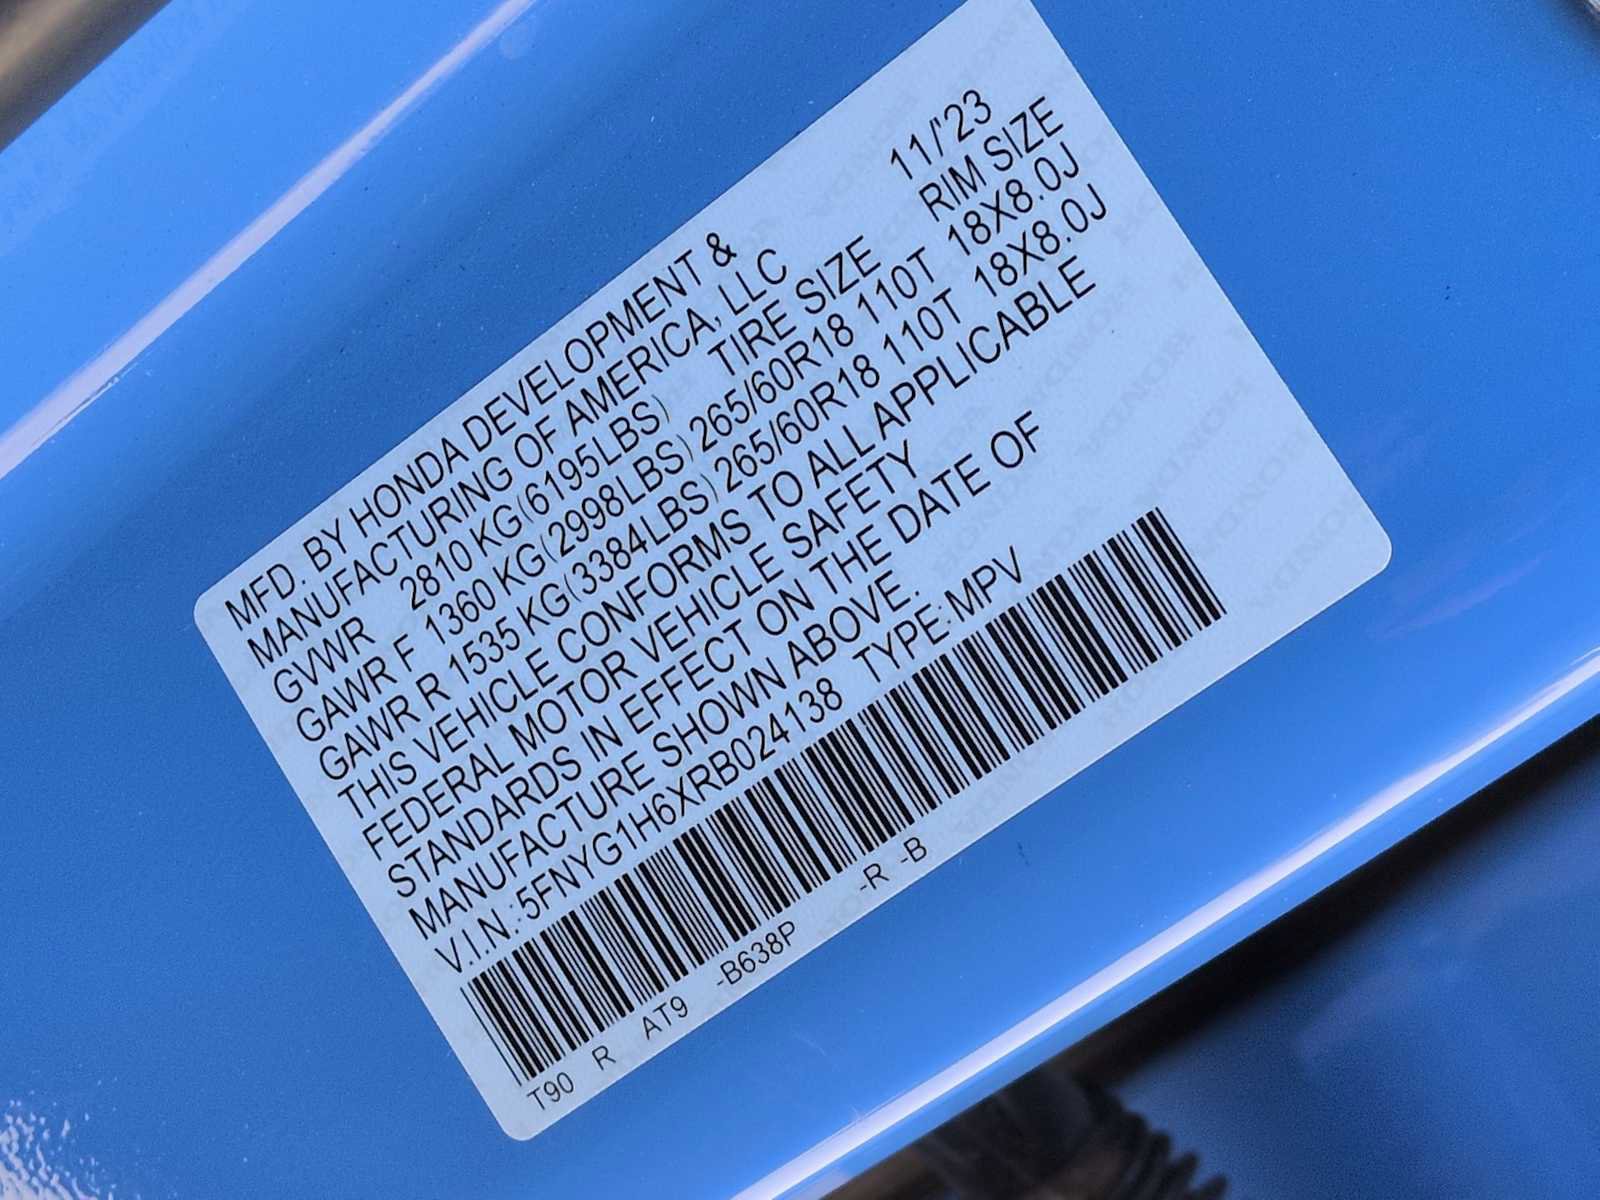 MFD. BY HONDA DEVELOPMENT &
MANUFACTURING OF AMERICA, LLC 11/'23
GVWR 2810 KG(6195LBS) TIRE SIZE RIM SIZE
GAWR F 1360 KG(2998LBS) 265/60R18 110T 18X8.0J
GAWR R 1535 KG(3384LBS) 265/60R18 110T 18X8.0J
THIS VEHICLE CONFORMS TO ALL APPLICABLE
FEDERAL MOTOR VEHICLE SAFETY
STANDARDS IN EFFECT ON THE DATE OF
MANUFACTURE SHOWN ABOVE.
V.I.N.:5FNYG1H6XRB024138 TYPE:MPV
T90 R AT9 -B638P -R -B